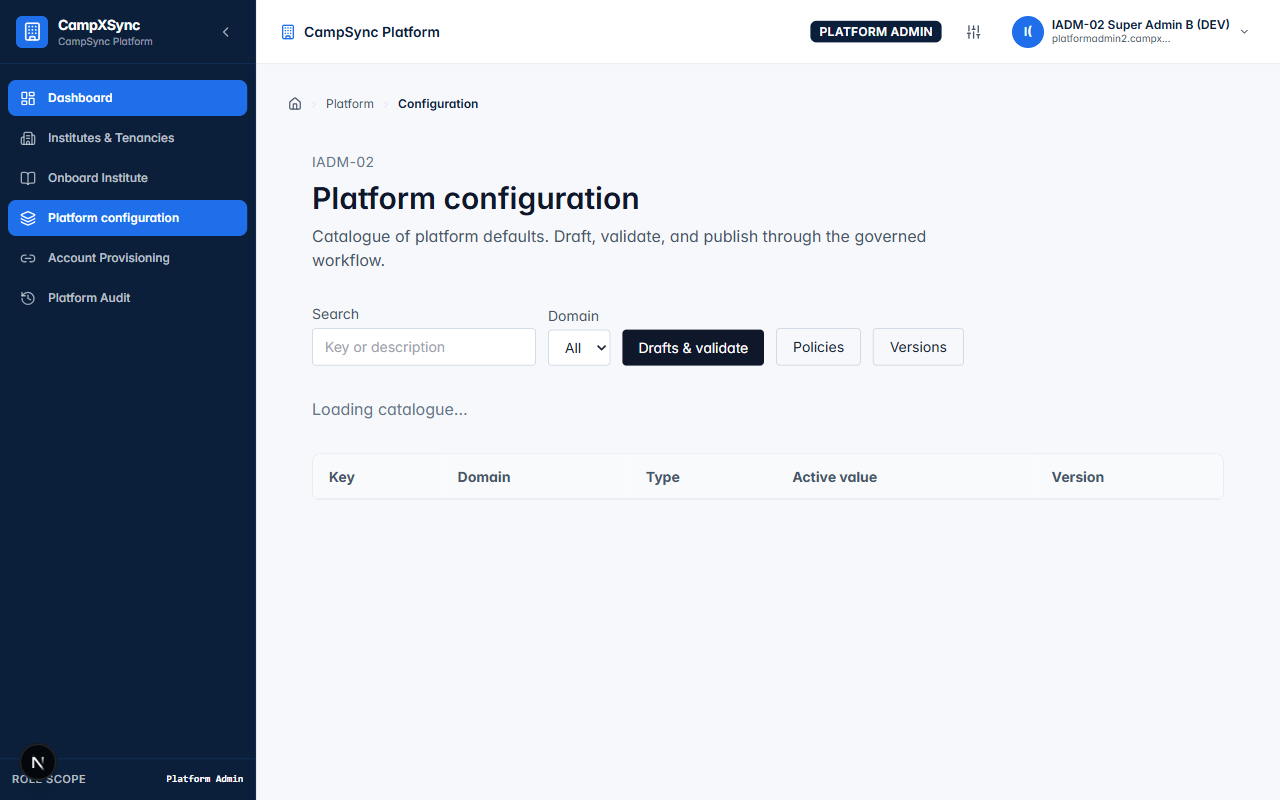 CampXSync
CampSync Platform
Dashboard
Institutes & Tenancies
Onboard Institute
Platform configuration
Account Provisioning
Platform Audit
N
ROLE SCOPE
Platform Admin
CampSync Platform
PLATFORM ADMIN
I(
IADM-02 Super Admin B (DEV)
platformadmin2.campx...
Platform
Configuration
IADM-02
Platform configuration
Catalogue of platform defaults. Draft, validate, and publish through the governed
workflow.
Search
Key or description
Domain
All
Drafts & validate
Policies
Versions
Loading catalogue...
Key Domain Type Active value Version